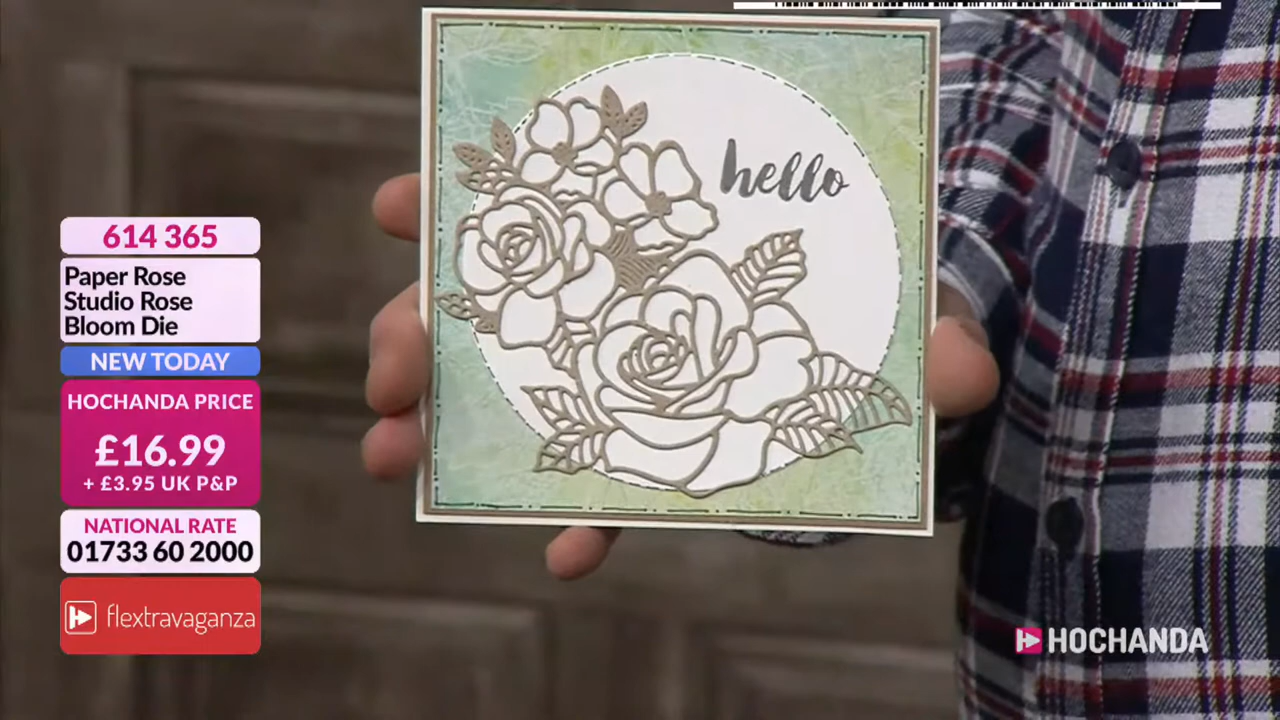 hello
614 365
Paper Rose
Studio Rose
Bloom Die
NEW TODAY
HOCHANDA PRICE
£16.99
+ £3.95 UK P&P
NATIONAL RATE
01733 60 2000
flextravaganza
HOCHANDA